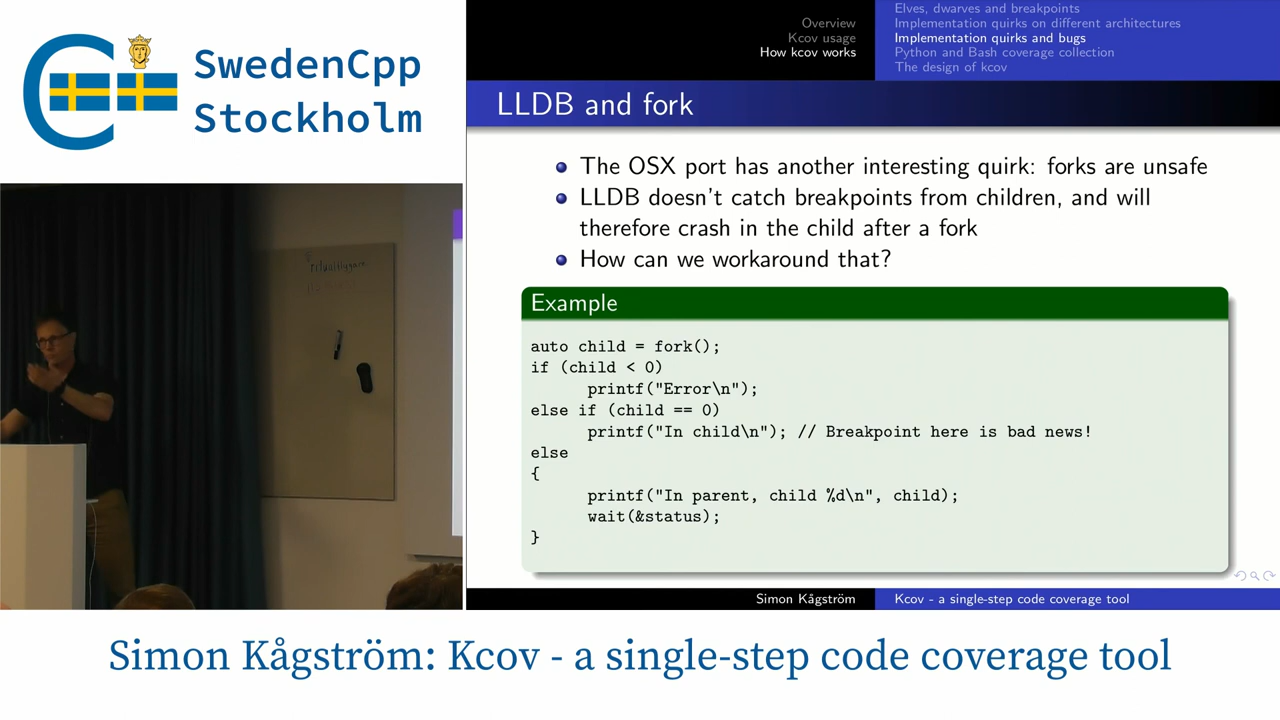 SwedenCpp
Stockholm
Overview
Kcov usage
How kcov works
Elves, dwarves and breakpoints
Implementation quirks on different architectures
Implementation quirks and bugs
Python and Bash coverage collection
The design of kcov
LLDB and fork
The OSX port has another interesting quirk: forks are unsafe
LLDB doesn't catch breakpoints from children, and will
therefore crash in the child after a fork
How can we workaround that?
Example
auto child = fork();
if (child < 0)
printf("Error\n");
else if (child == 0)
printf("In child\n"); // Breakpoint here is bad news!
else
{
printf("In parent, child %d\n", child);
wait(&status);
}
Simon Kågström
Kcov - a single-step code coverage tool
Simon Kågström: Kcov - a single-step code coverage tool